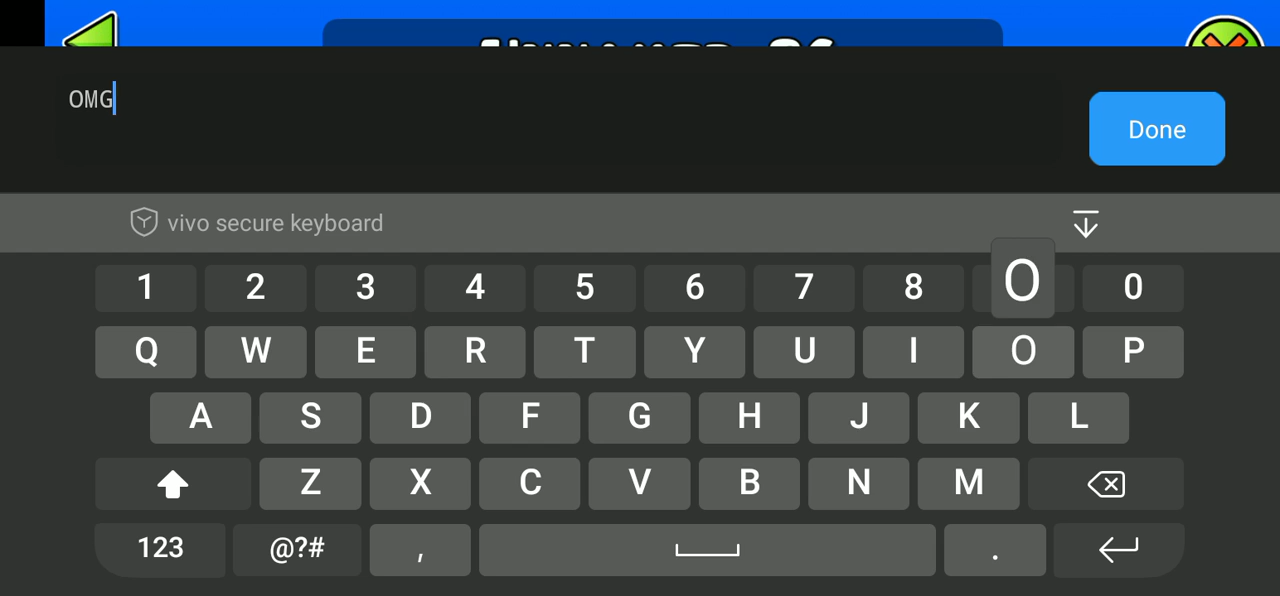 OMG
Done
vivo secure keyboard
O
1 2 3 4 5 6 7 8 0
Q W E R T Y U I O P
A S D F G H J K L
Z X C V B N M
123 @?# , .